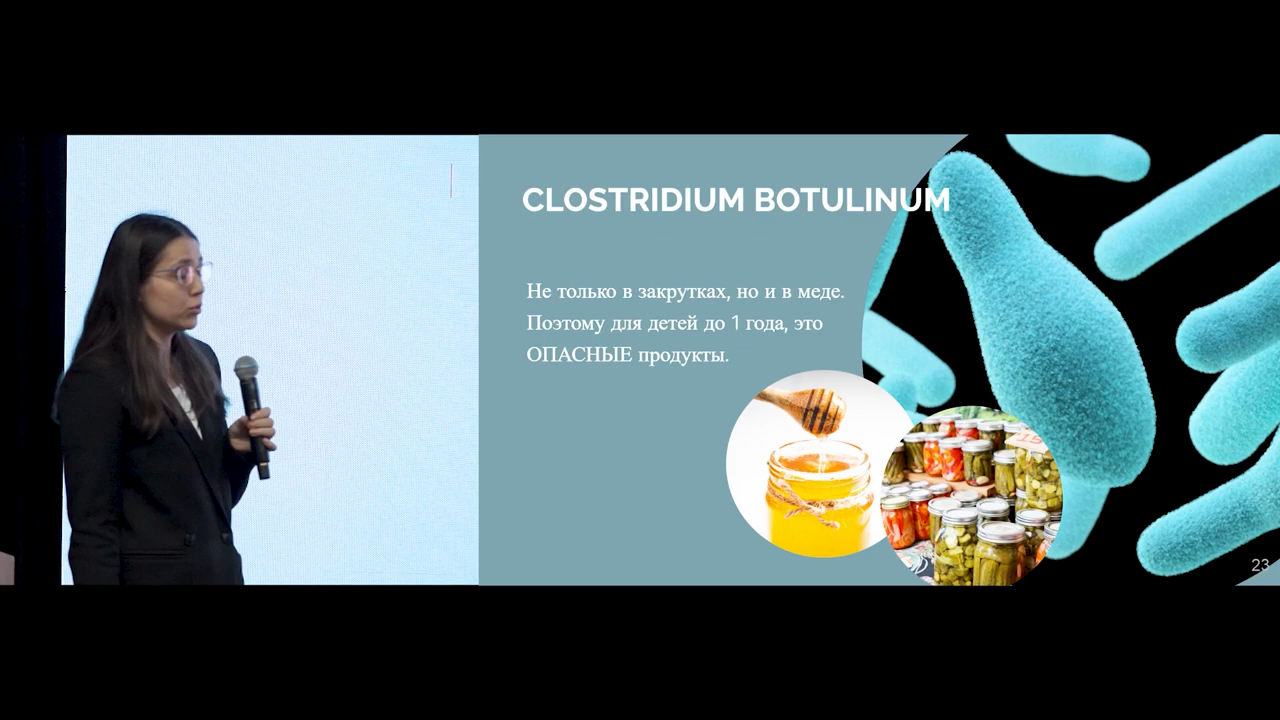 CLOSTRIDIUM BOTULINUM
Не только в закрутках, но и в меде.
Поэтому для детей до 1 года, это
ОПАСНЫЕ продукты.
23